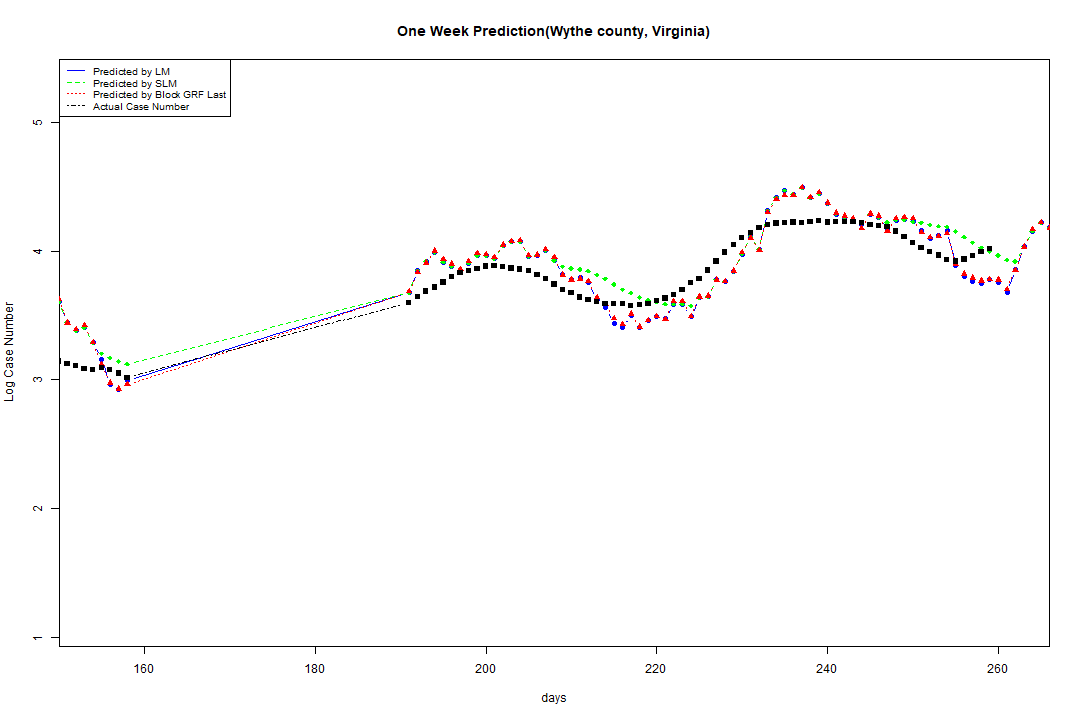 One Week Prediction(Wythe county, Virginia)
Predicted by LM
Predicted by SLM
Predicted by Block GRF Last
Actual Case Number
5
4
3
2
1
Log Case Number
160 180 200 220 240 260
days